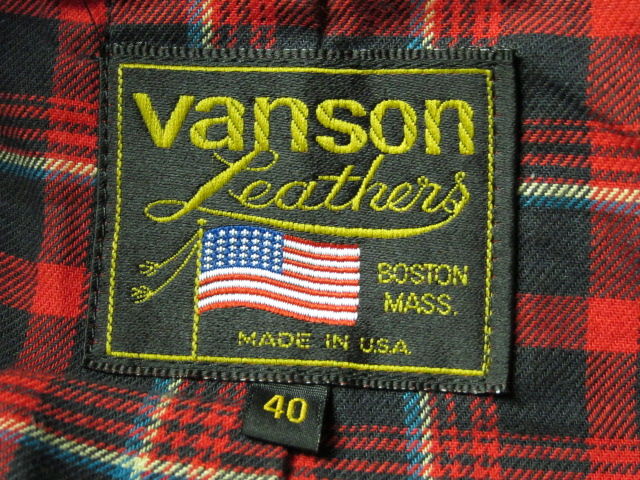 vanson
Leathers
BOSTON
MASS.
MADE IN U.S.A.
40